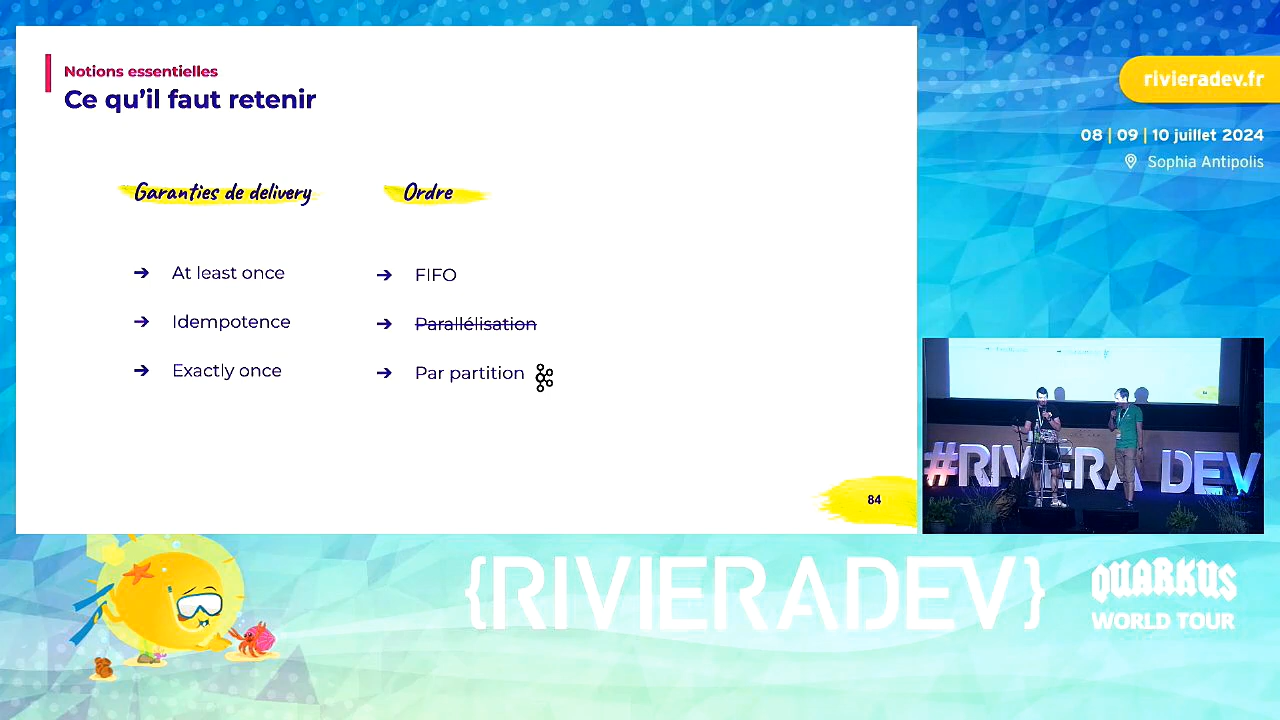 Notions essentielles
Ce qu'il faut retenir
Garanties de delivery
Ordre
➔ At least once
➔ FIFO
➔ Idempotence
➔ Parallélisation
➔ Exactly once
➔ Par partition
84
rivieradev.fr
08 | 09 | 10 juillet 2024
Sophia Antipolis
#RIVIERA DEV
{RIVIERADEV}
QUARKUS
WORLD TOUR